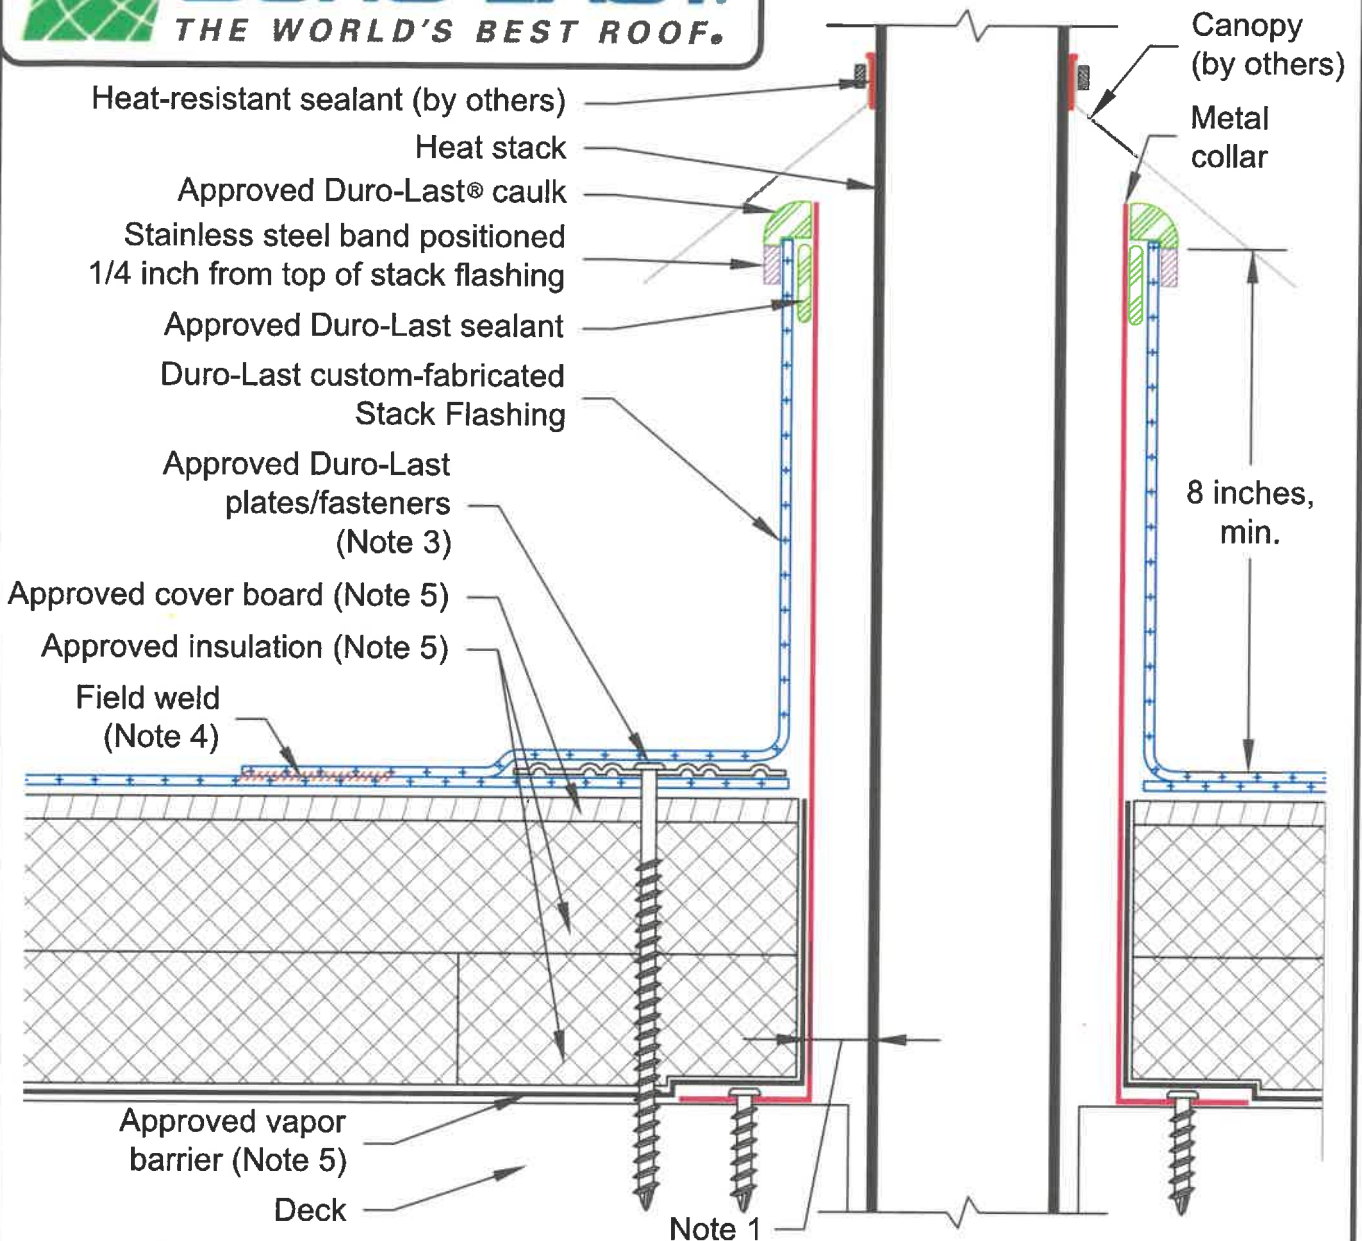 THE WORLD'S BEST ROOF.
Heat-resistant sealant (by others)
Heat stack
Approved Duro-Last® caulk
Stainless steel band positioned
1/4 inch from top of stack flashing
Approved Duro-Last sealant
Duro-Last custom-fabricated
Stack Flashing
Approved Duro-Last
plates/fasteners
(Note 3)
Approved cover board (Note 5)
Approved insulation (Note 5)
Field weld
(Note 4)
Approved vapor
barrier (Note 5)
Deck
Note 1
Canopy
(by others)
Metal
collar
8 inches,
min.